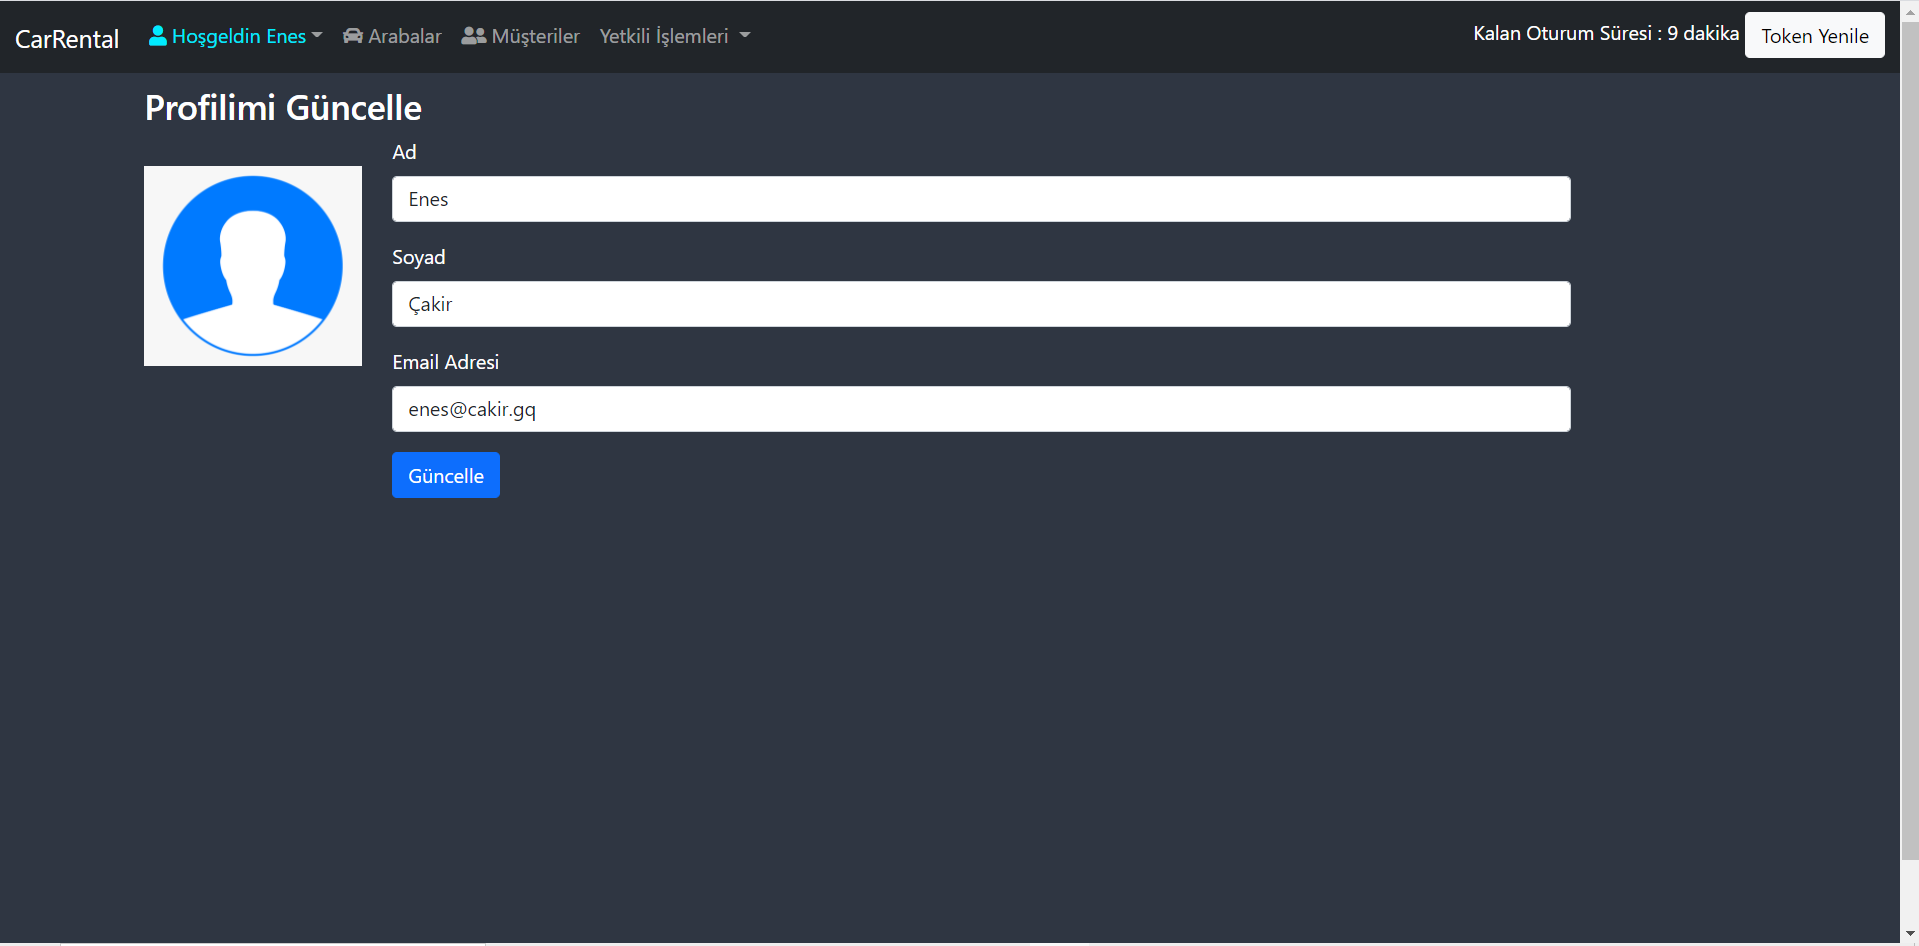 CarRental Hoşgeldin Enes Arabalar Müşteriler Yetkili İşlemleri Kalan Oturum Süresi : 9 dakika Token Yenile
Profilimi Güncelle
Ad
Enes
Soyad
Çakir
Email Adresi
enes@cakir.gq
Güncelle